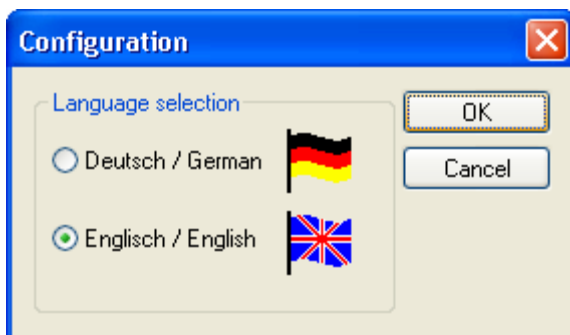 Configuration
Language selection
Deutsch / German
Englisch / English
OK
Cancel